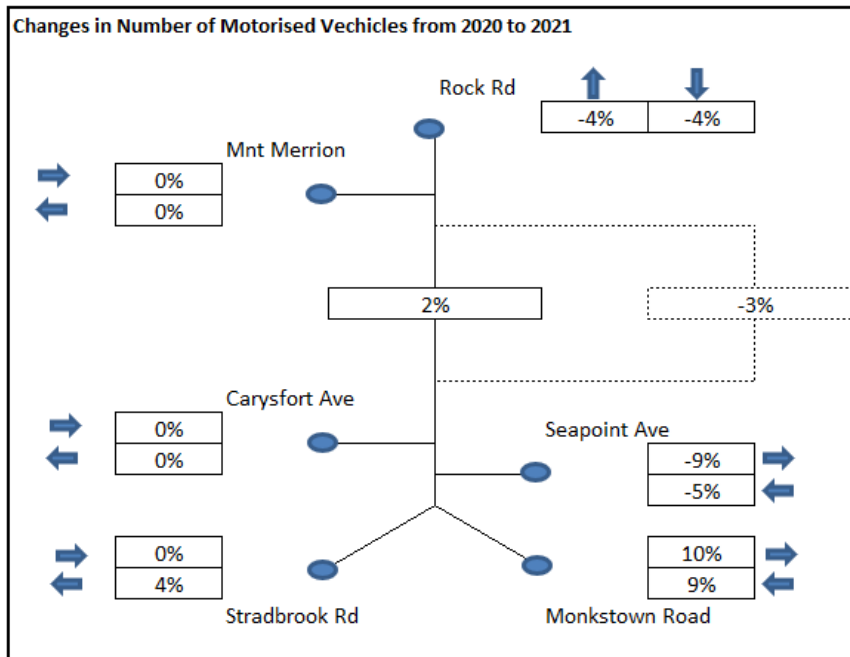 Changes in Number of Motorised Vechicles from 2020 to 2021
Rock Rd
-4% -4%
Mnt Merrion
0%
0%
2% -3%
Carysfort Ave
0%
0%
Seapoint Ave
-9%
-5%
0%
4%
Stradbrook Rd
10%
9%
Monkstown Road